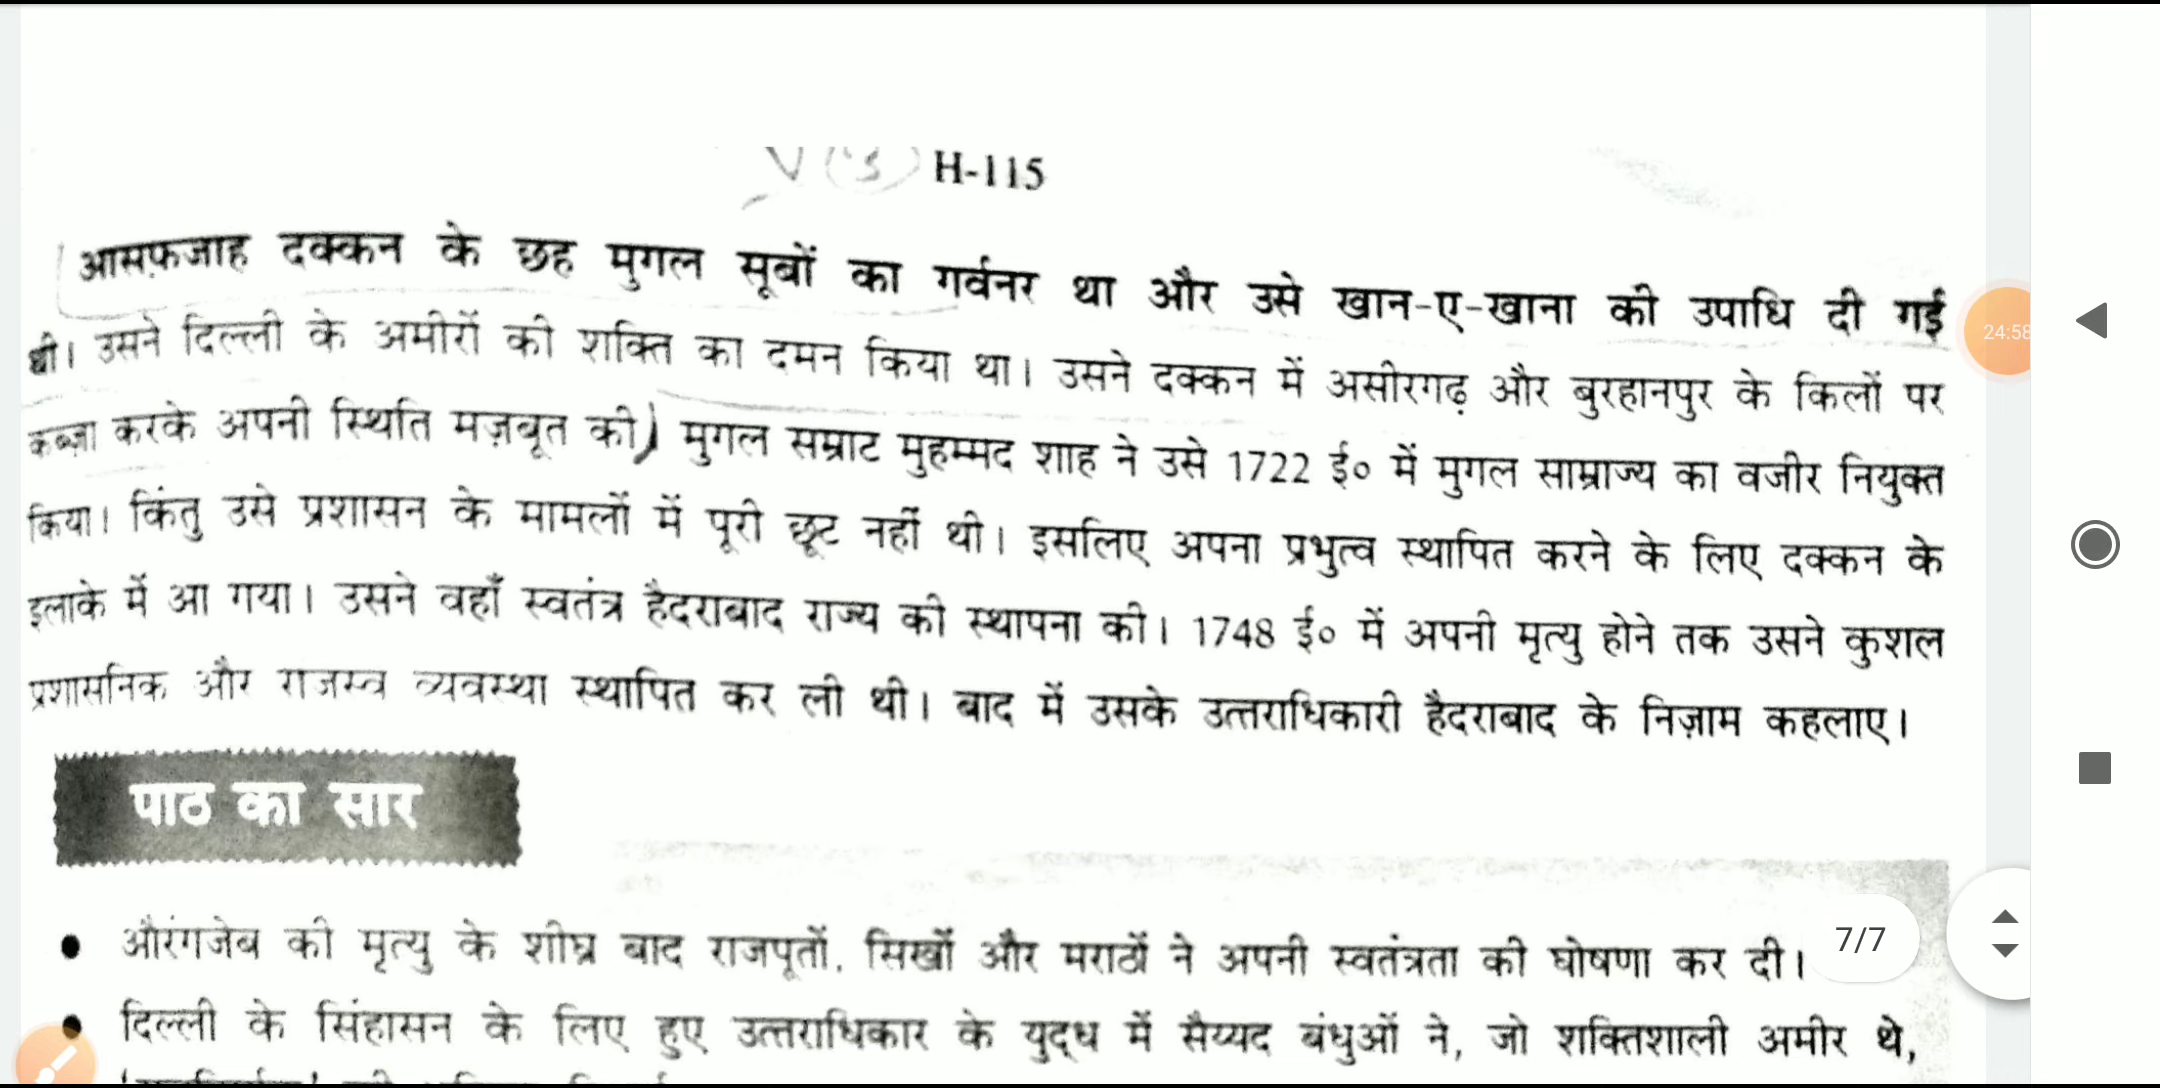 H-115
आसफ़जाह दक्कन के छह मुगल सूबों का गर्वनर था और उसे खान-ए-खाना की उपाधि दी गई
थी। उसने दिल्ली के अमीरों की शक्ति का दमन किया था। उसने दक्कन में असीरगढ़ और बुरहानपुर के किलों पर
कब्ज़ा करके अपनी स्थिति मज़बूत की) मुगल सम्राट मुहम्मद शाह ने उसे 1722 ई० में मुगल साम्राज्य का वजीर नियुक्त
किया। किंतु उसे प्रशासन के मामलों में पूरी छूट नहीं थी। इसलिए अपना प्रभुत्व स्थापित करने के लिए दक्कन के
इलाके में आ गया। उसने वहाँ स्वतंत्र हैदराबाद राज्य की स्थापना की। 1748 ई० में अपनी मृत्यु होने तक उसने कुशल
प्रशासनिक और राजस्व व्यवस्था स्थापित कर ली थी। बाद में उसके उत्तराधिकारी हैदराबाद के निज़ाम कहलाए।
पाठ का सार
• औरंगजेब की मृत्यु के शीघ्र बाद राजपूतों, सिखों और मराठों ने अपनी स्वतंत्रता की घोषणा कर दी।
• दिल्ली के सिंहासन के लिए हुए उत्तराधिकार के युद्ध में सैय्यद बंधुओं ने, जो शक्तिशाली अमीर थे,
24:58
7/7